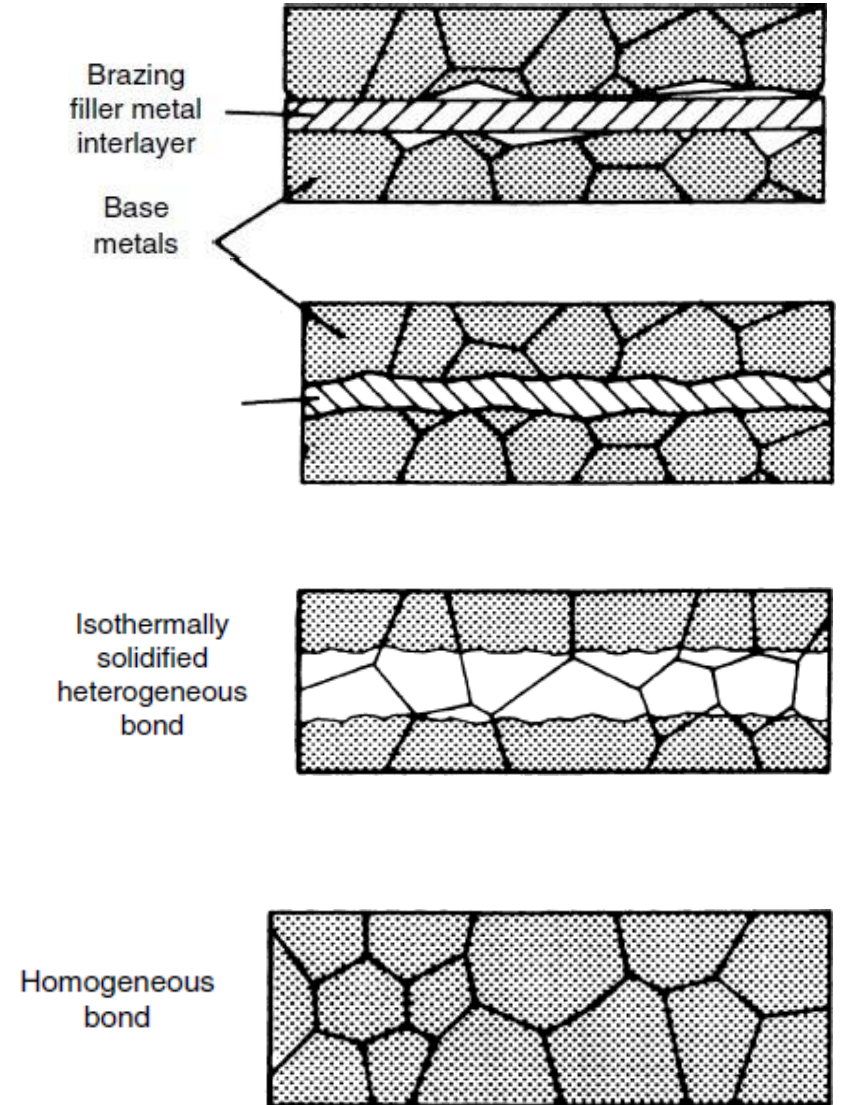 Brazing
filler metal
interlayer
Base
metals
Isothermally
solidified
heterogeneous
bond
Homogeneous
bond